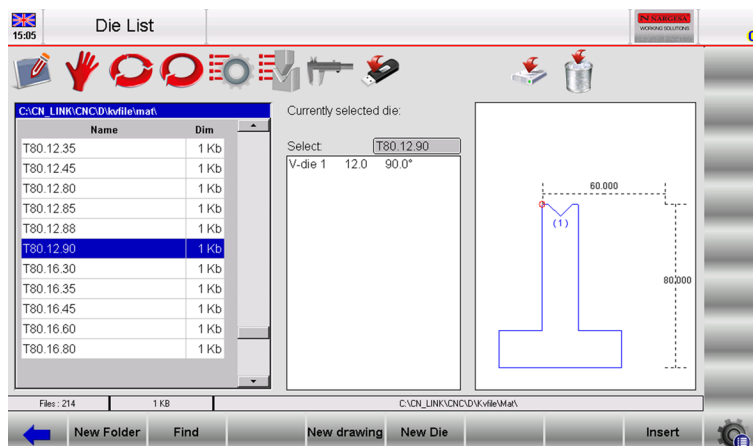 15:05
Die List
NARGESA
WORKING SOLUTIONS
C:\CN_LINK\CNC\D\kvfile\mat\
Name Dim
T80.12.35 1 Kb
T80.12.45 1 Kb
T80.12.80 1 Kb
T80.12.85 1 Kb
T80.12.88 1 Kb
T80.12.90 1 Kb
T80.16.30 1 Kb
T80.16.35 1 Kb
T80.16.45 1 Kb
T80.16.60 1 Kb
T80.16.80 1 Kb
Currently selected die:
Select: T80.12.90
V-die 1 12.0 90.0°
60.000
(1)
80,000
Files : 214 1 KB C:\CN_LINK\CNC\D\Kvfile\Mat\
New Folder Find New drawing New Die Insert